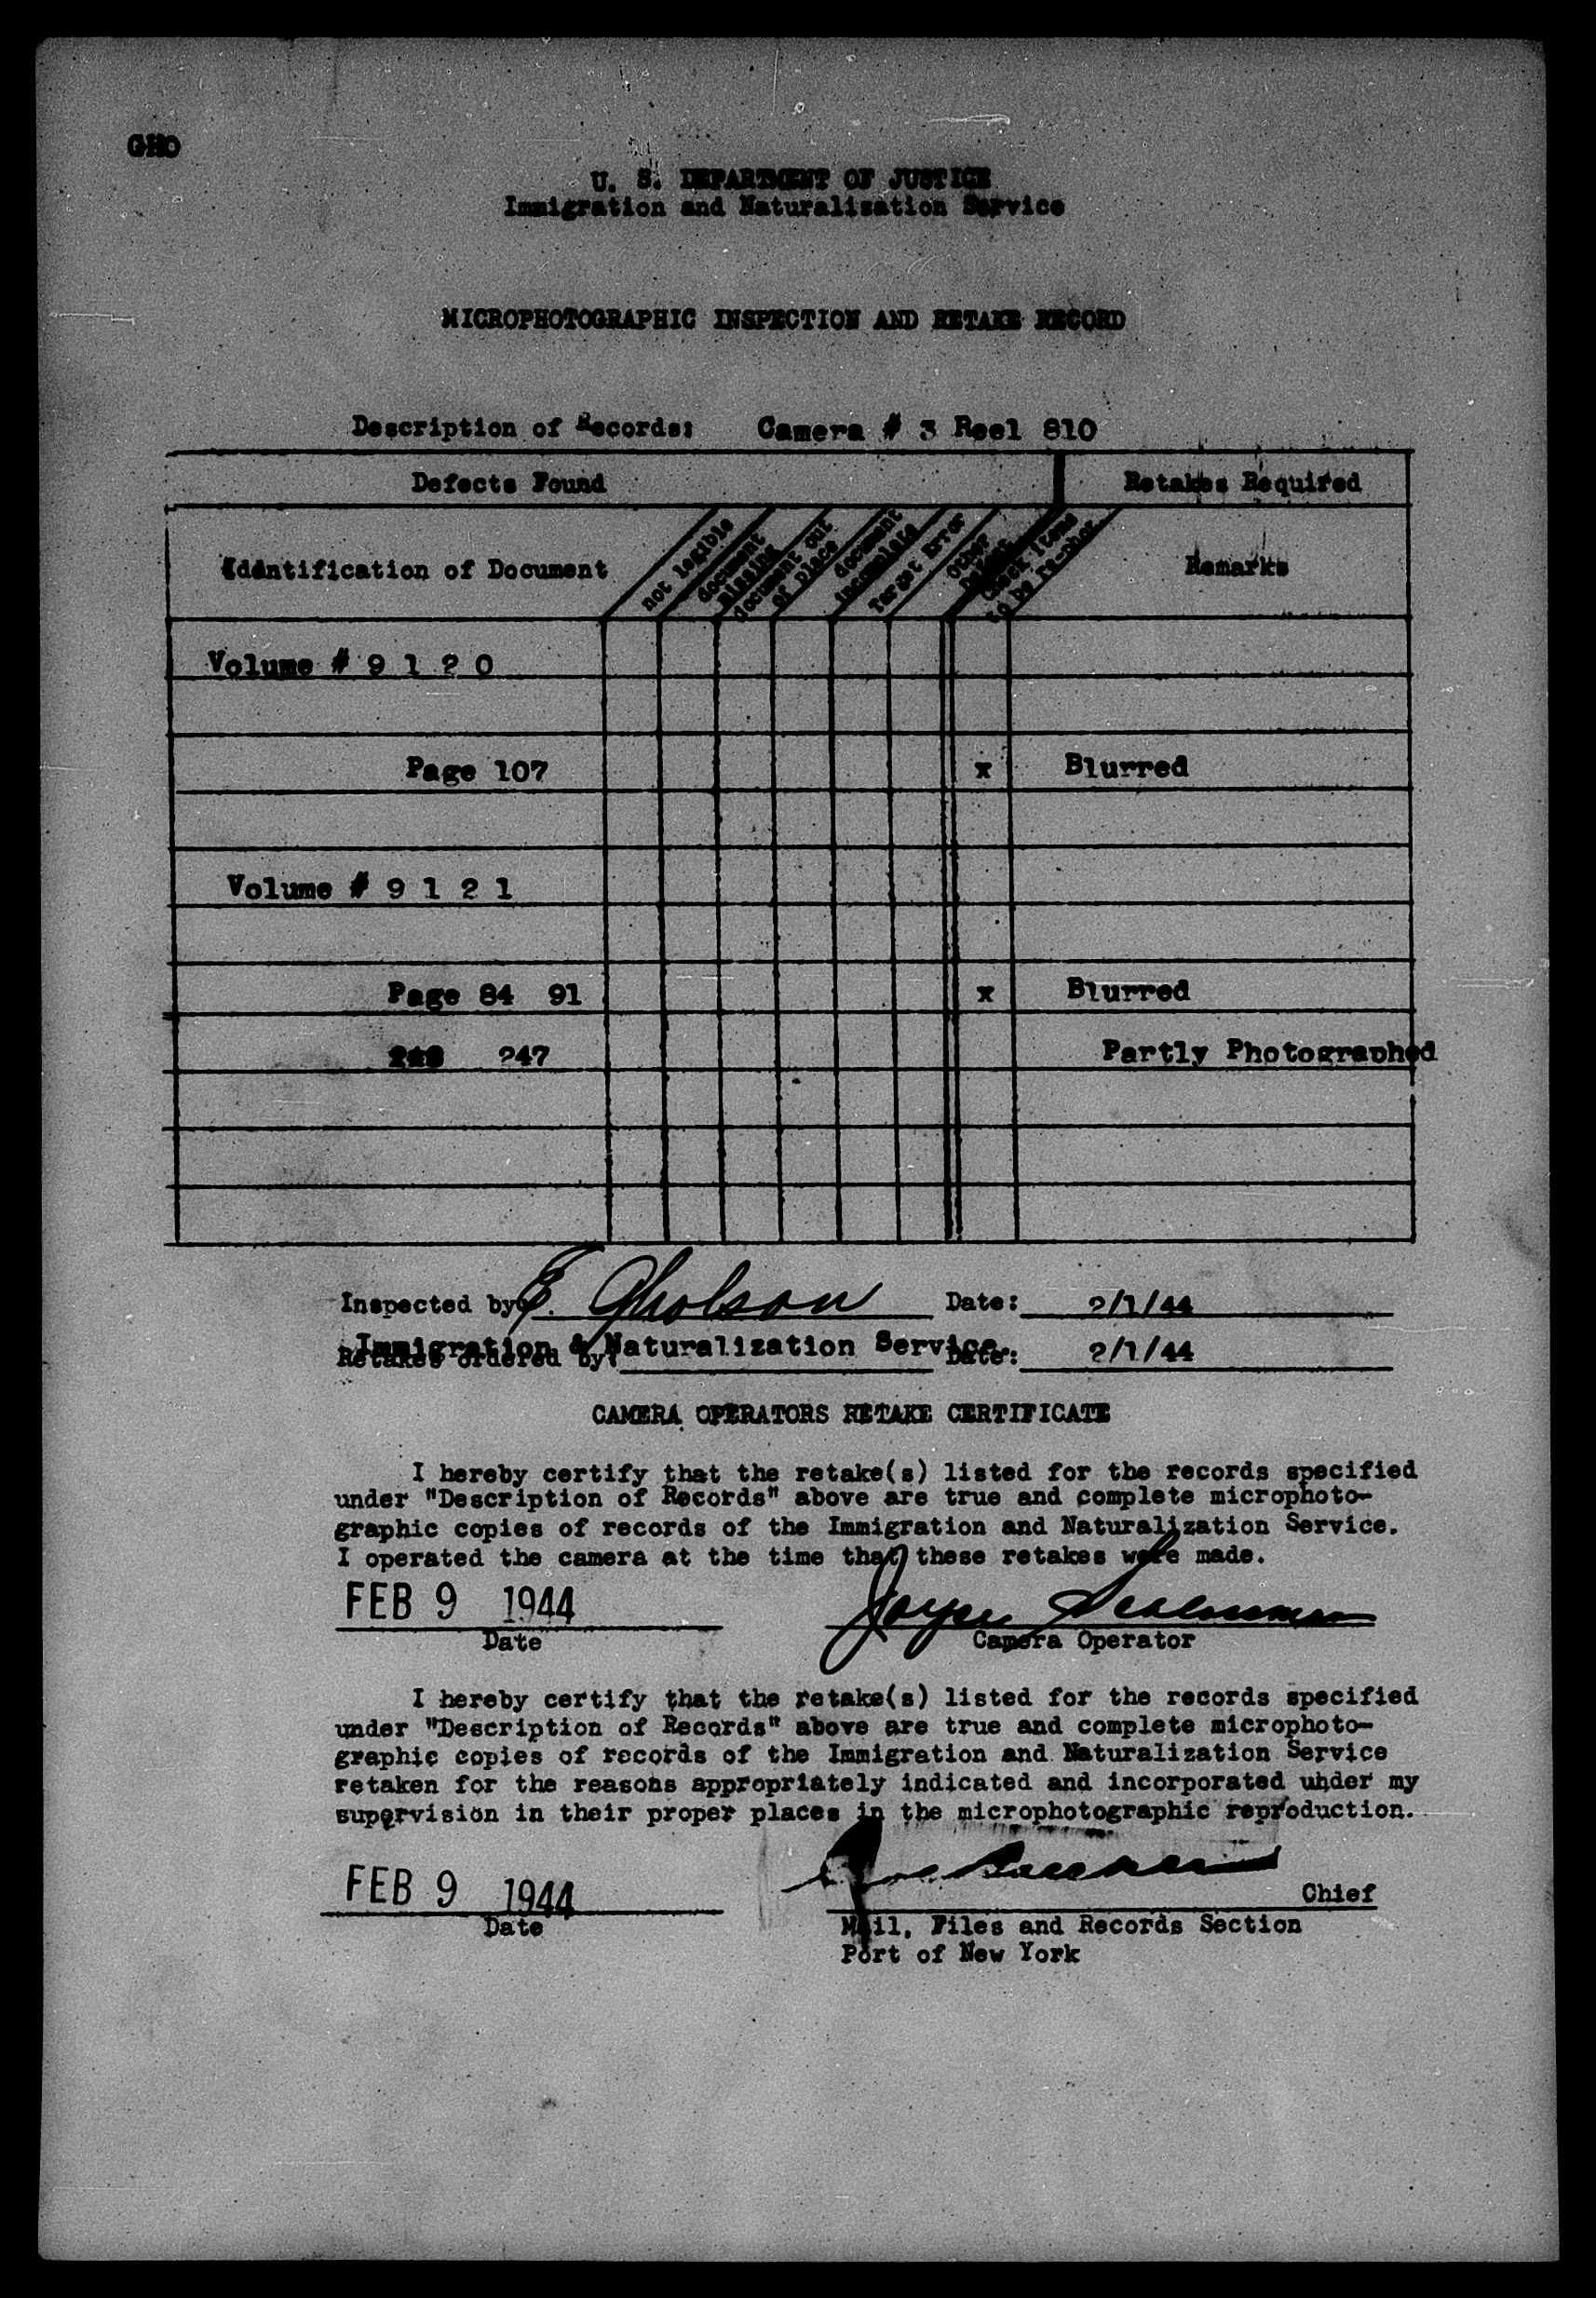 GHO
U. S. DEPARTMENT OF JUSTICE
Immigration and Naturalization Service
MICROPHOTOGRAPHIC INSPECTION AND RETAKE RECORD
Description of Records: Camera # 3 Reel 810
Defects Found Retakes Required
Identification of Document
not legible
document missing
document out of place
document incomplete
Target Error
Other
Remarks
Volume # 9 1 2 0
Page 107 x Blurred
Volume # 9 1 2 1
Page 84 91 x Blurred
247 Partly Photographed
Inspected by E. Gholson Date: 2/1/44
Immigration & Naturalization Service.
Retakes ordered by: Date: 2/1/44
CAMERA OPERATORS RETAKE CERTIFICATE
I hereby certify that the retake(s) listed for the records specified
under "Description of Records" above are true and complete microphoto-
graphic copies of records of the Immigration and Naturalization Service.
I operated the camera at the time that these retakes were made.
FEB 9 1944 Joyce
Date Camera Operator
I hereby certify that the retake(s) listed for the records specified
under "Description of Records" above are true and complete microphoto-
graphic copies of records of the Immigration and Naturalization Service
retaken for the reasons appropriately indicated and incorporated under my
supervision in their proper places in the microphotographic reproduction.
FEB 9 1944 Chief
Date Mail, Files and Records Section
Port of New York